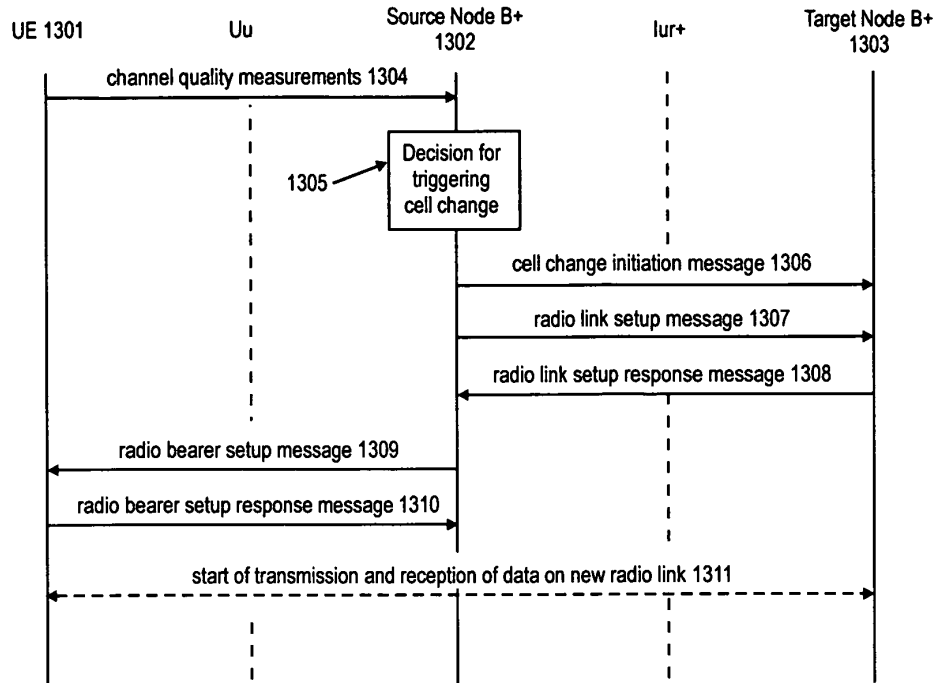 UE 1301
Uu
Source Node B+
1302
Iur+
Target Node B+
1303
channel quality measurements 1304
Decision for
triggering
cell change
1305
cell change initiation message 1306
radio link setup message 1307
radio link setup response message 1308
radio bearer setup message 1309
radio bearer setup response message 1310
start of transmission and reception of data on new radio link 1311